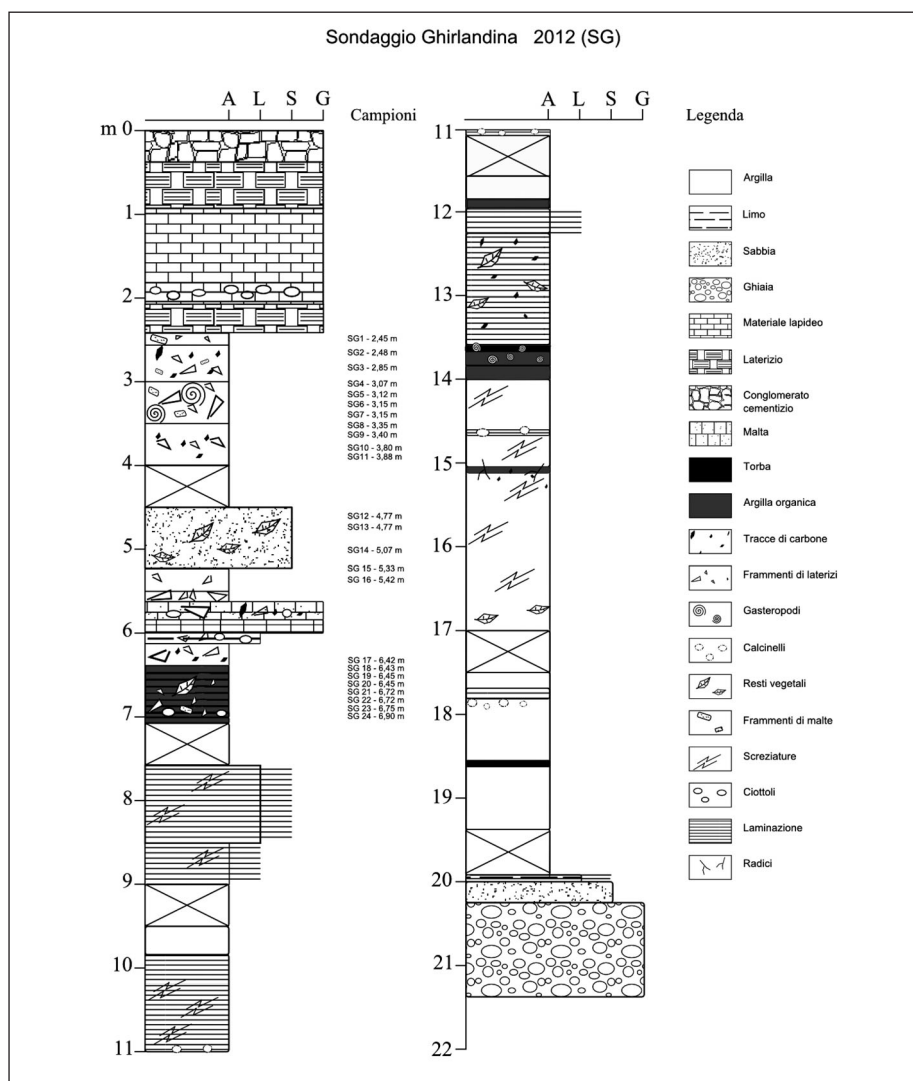 Sondaggio Ghirlandina 2012 (SG)
A L S G
Campioni
m 0
1
2
3
4
5
6
7
8
9
10
11
SG1 - 2,45 m
SG2 - 2,48 m
SG3 - 2,85 m
SG4 - 3,07 m
SG5 - 3,12 m
SG6 - 3,15 m
SG7 - 3,15 m
SG8 - 3,35 m
SG9 - 3,40 m
SG10 - 3,80 m
SG11 - 3,88 m
SG12 - 4,77 m
SG13 - 4,77 m
SG14 - 5,07 m
SG 15 - 5,33 m
SG 16 - 5,42 m
SG 17 - 6,42 m
SG 18 - 6,43 m
SG 19 - 6,45 m
SG 20 - 6,45 m
SG 21 - 6,72 m
SG 22 - 6,72 m
SG 23 - 6,75 m
SG 24 - 6,90 m
A L S G
11
12
13
14
15
16
17
18
19
20
21
22
Legenda
Argilla
Limo
Sabbia
Ghiaia
Materiale lapideo
Laterizio
Conglomerato
cementizio
Malta
Torba
Argilla organica
Tracce di carbone
Frammenti di laterizi
Gasteropodi
Calcinelli
Resti vegetali
Frammenti di malte
Screziature
Ciottoli
Laminazione
Radici